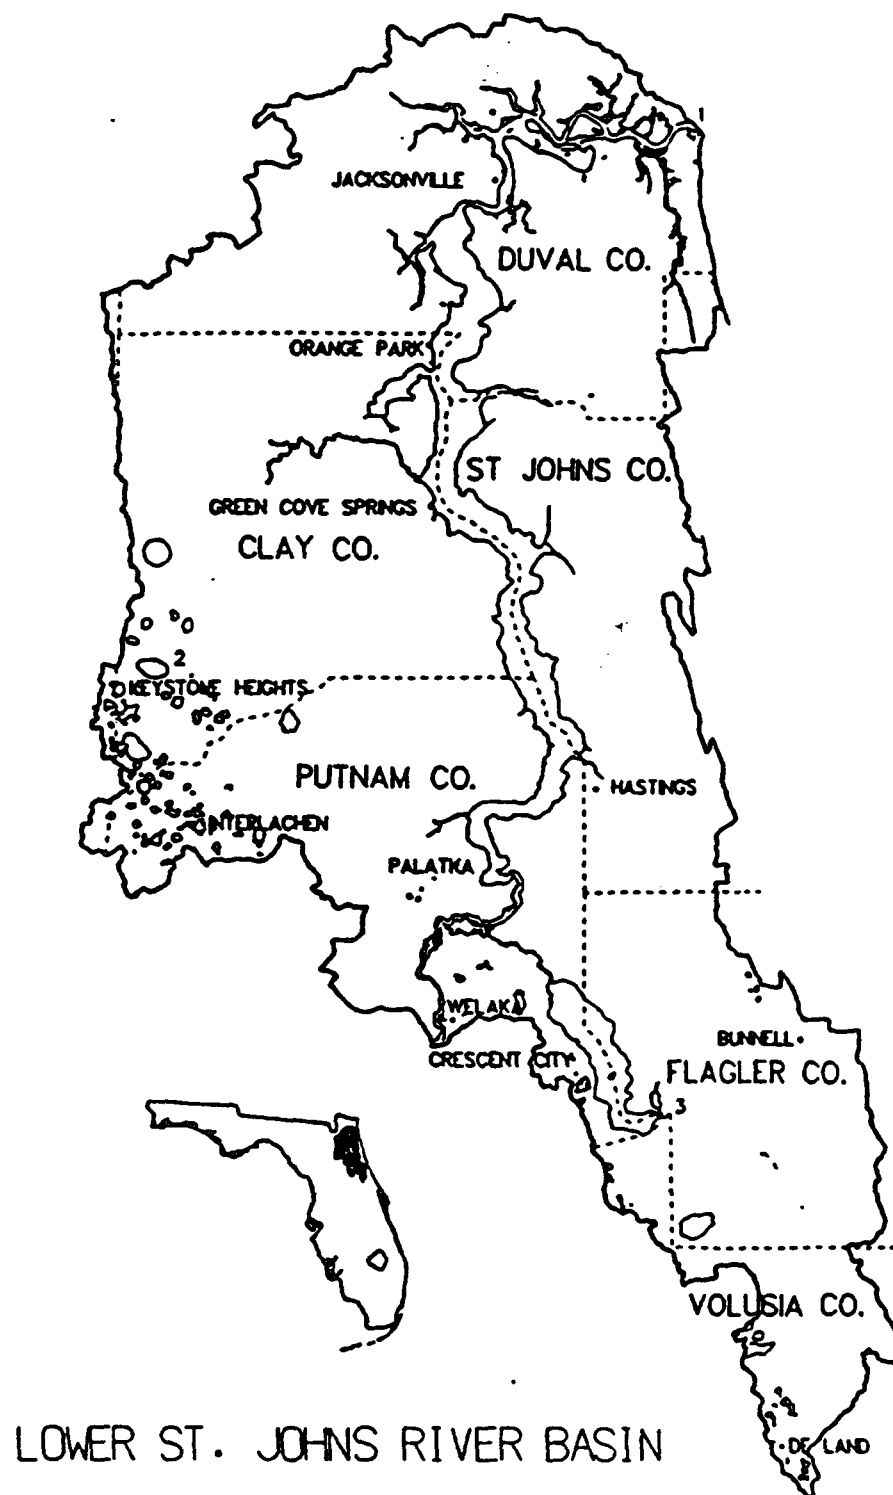 1
JACKSONVILLE
DUVAL CO.
ORANGE PARK
ST JOHNS CO.
GREEN COVE SPRINGS
CLAY CO.
2
KEYSTONE HEIGHTS
PUTNAM CO.
HASTINGS
INTERLACHEN
PALATKA
WELAKA
BUNNELL
CRESCENT CITY
FLAGLER CO.
3
VOLUSIA CO.
LOWER ST. JOHNS RIVER BASIN
DE LAND